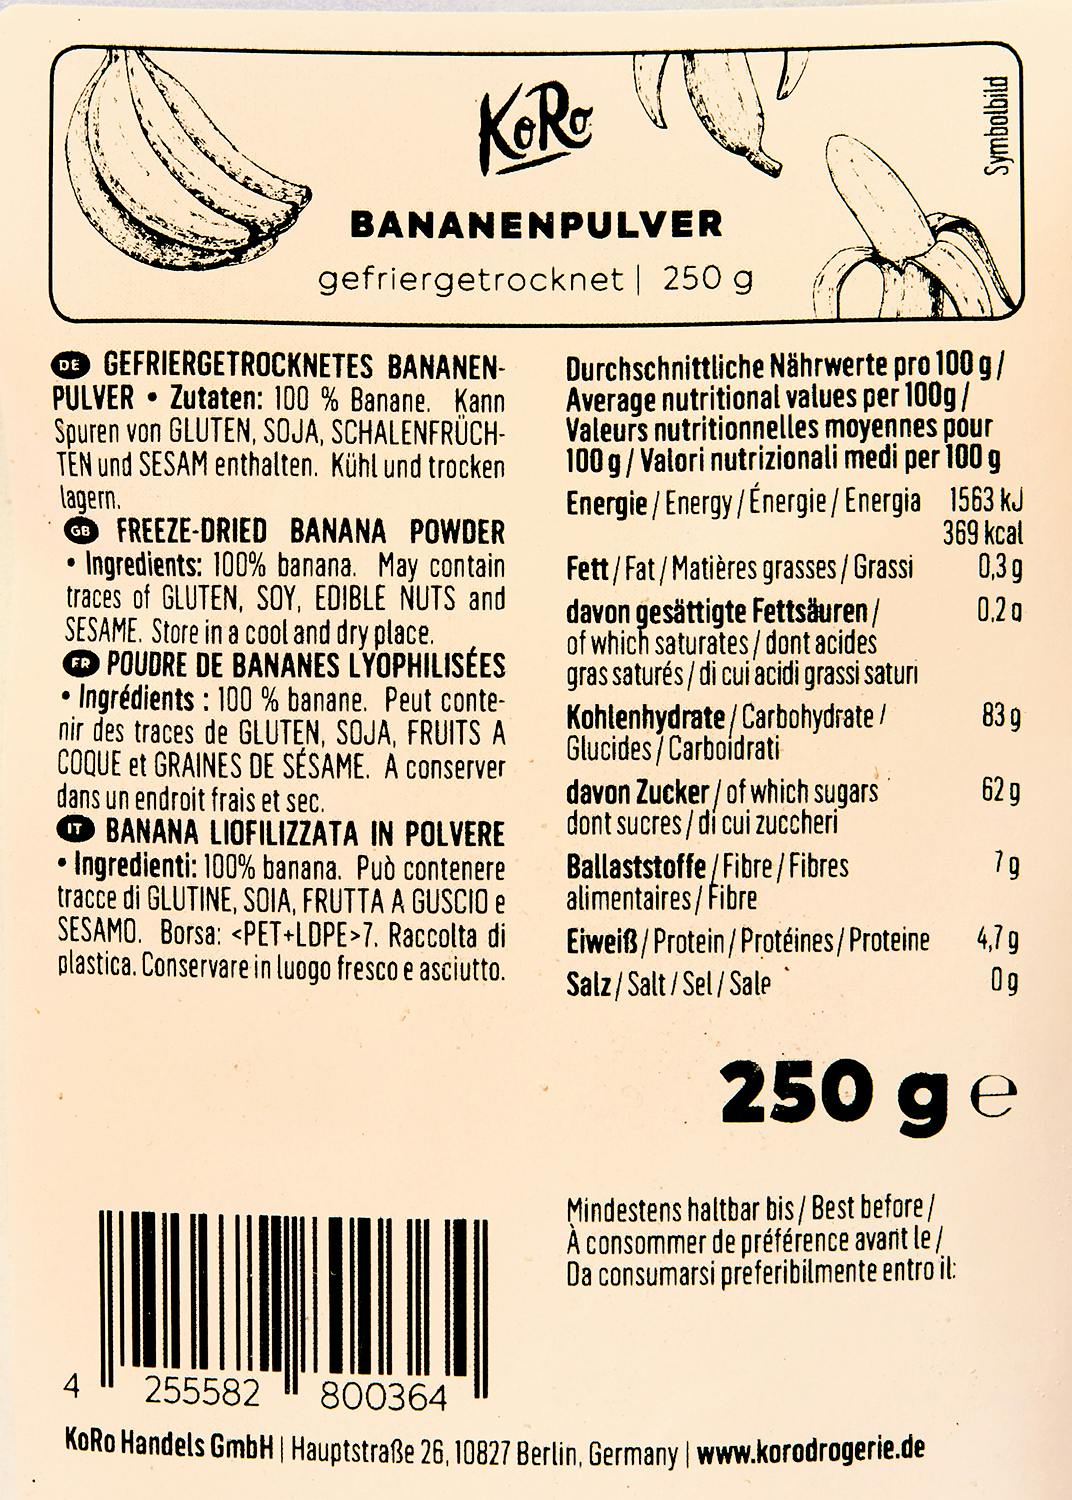 KoRo
Symbolbild
BANANENPULVER
gefriergetrocknet | 250 g
DE GEFRIERGETROCKNETES BANANEN-
PULVER • Zutaten: 100 % Banane. Kann
Spuren von GLUTEN, SOJA, SCHALENFRÜCH-
TEN und SESAM enthalten. Kühl und trocken
lagern.
GB FREEZE-DRIED BANANA POWDER
• Ingredients: 100% banana. May contain
traces of GLUTEN, SOY, EDIBLE NUTS and
SESAME. Store in a cool and dry place.
FR POUDRE DE BANANES LYOPHILISÉES
• Ingrédients : 100 % banane. Peut conte-
nir des traces de GLUTEN, SOJA, FRUITS A
COQUE et GRAINES DE SÉSAME. A conserver
dans un endroit frais et sec.
IT BANANA LIOFILIZZATA IN POLVERE
• Ingredienti: 100% banana. Può contenere
tracce di GLUTINE, SOIA, FRUTTA A GUSCIO e
SESAMO. Borsa: <PET+LDPE>7. Raccolta di
plastica. Conservare in luogo fresco e asciutto.
Durchschnittliche Nährwerte pro 100 g /
Average nutritional values per 100g /
Valeurs nutritionnelles moyennes pour
100 g / Valori nutrizionali medi per 100 g
Energie / Energy / Énergie / Energia 1563 kJ
369 kcal
Fett / Fat / Matières grasses / Grassi 0,3 g
davon gesättigte Fettsäuren / 0,2 g
of which saturates / dont acides
gras saturés / di cui acidi grassi saturi
Kohlenhydrate / Carbohydrate / 83 g
Glucides / Carboidrati
davon Zucker / of which sugars 62 g
dont sucres / di cui zuccheri
Ballaststoffe / Fibre / Fibres 7 g
alimentaires / Fibre
Eiweiß / Protein / Protéines / Proteine 4,7 g
Salz / Salt / Sel / Sale 0 g
250 g e
Mindestens haltbar bis / Best before /
À consommer de préférence avant le /
Da consumarsi preferibilmente entro il:
4 255582 800364
KoRo Handels GmbH | Hauptstraße 26, 10827 Berlin, Germany | www.korodrogerie.de